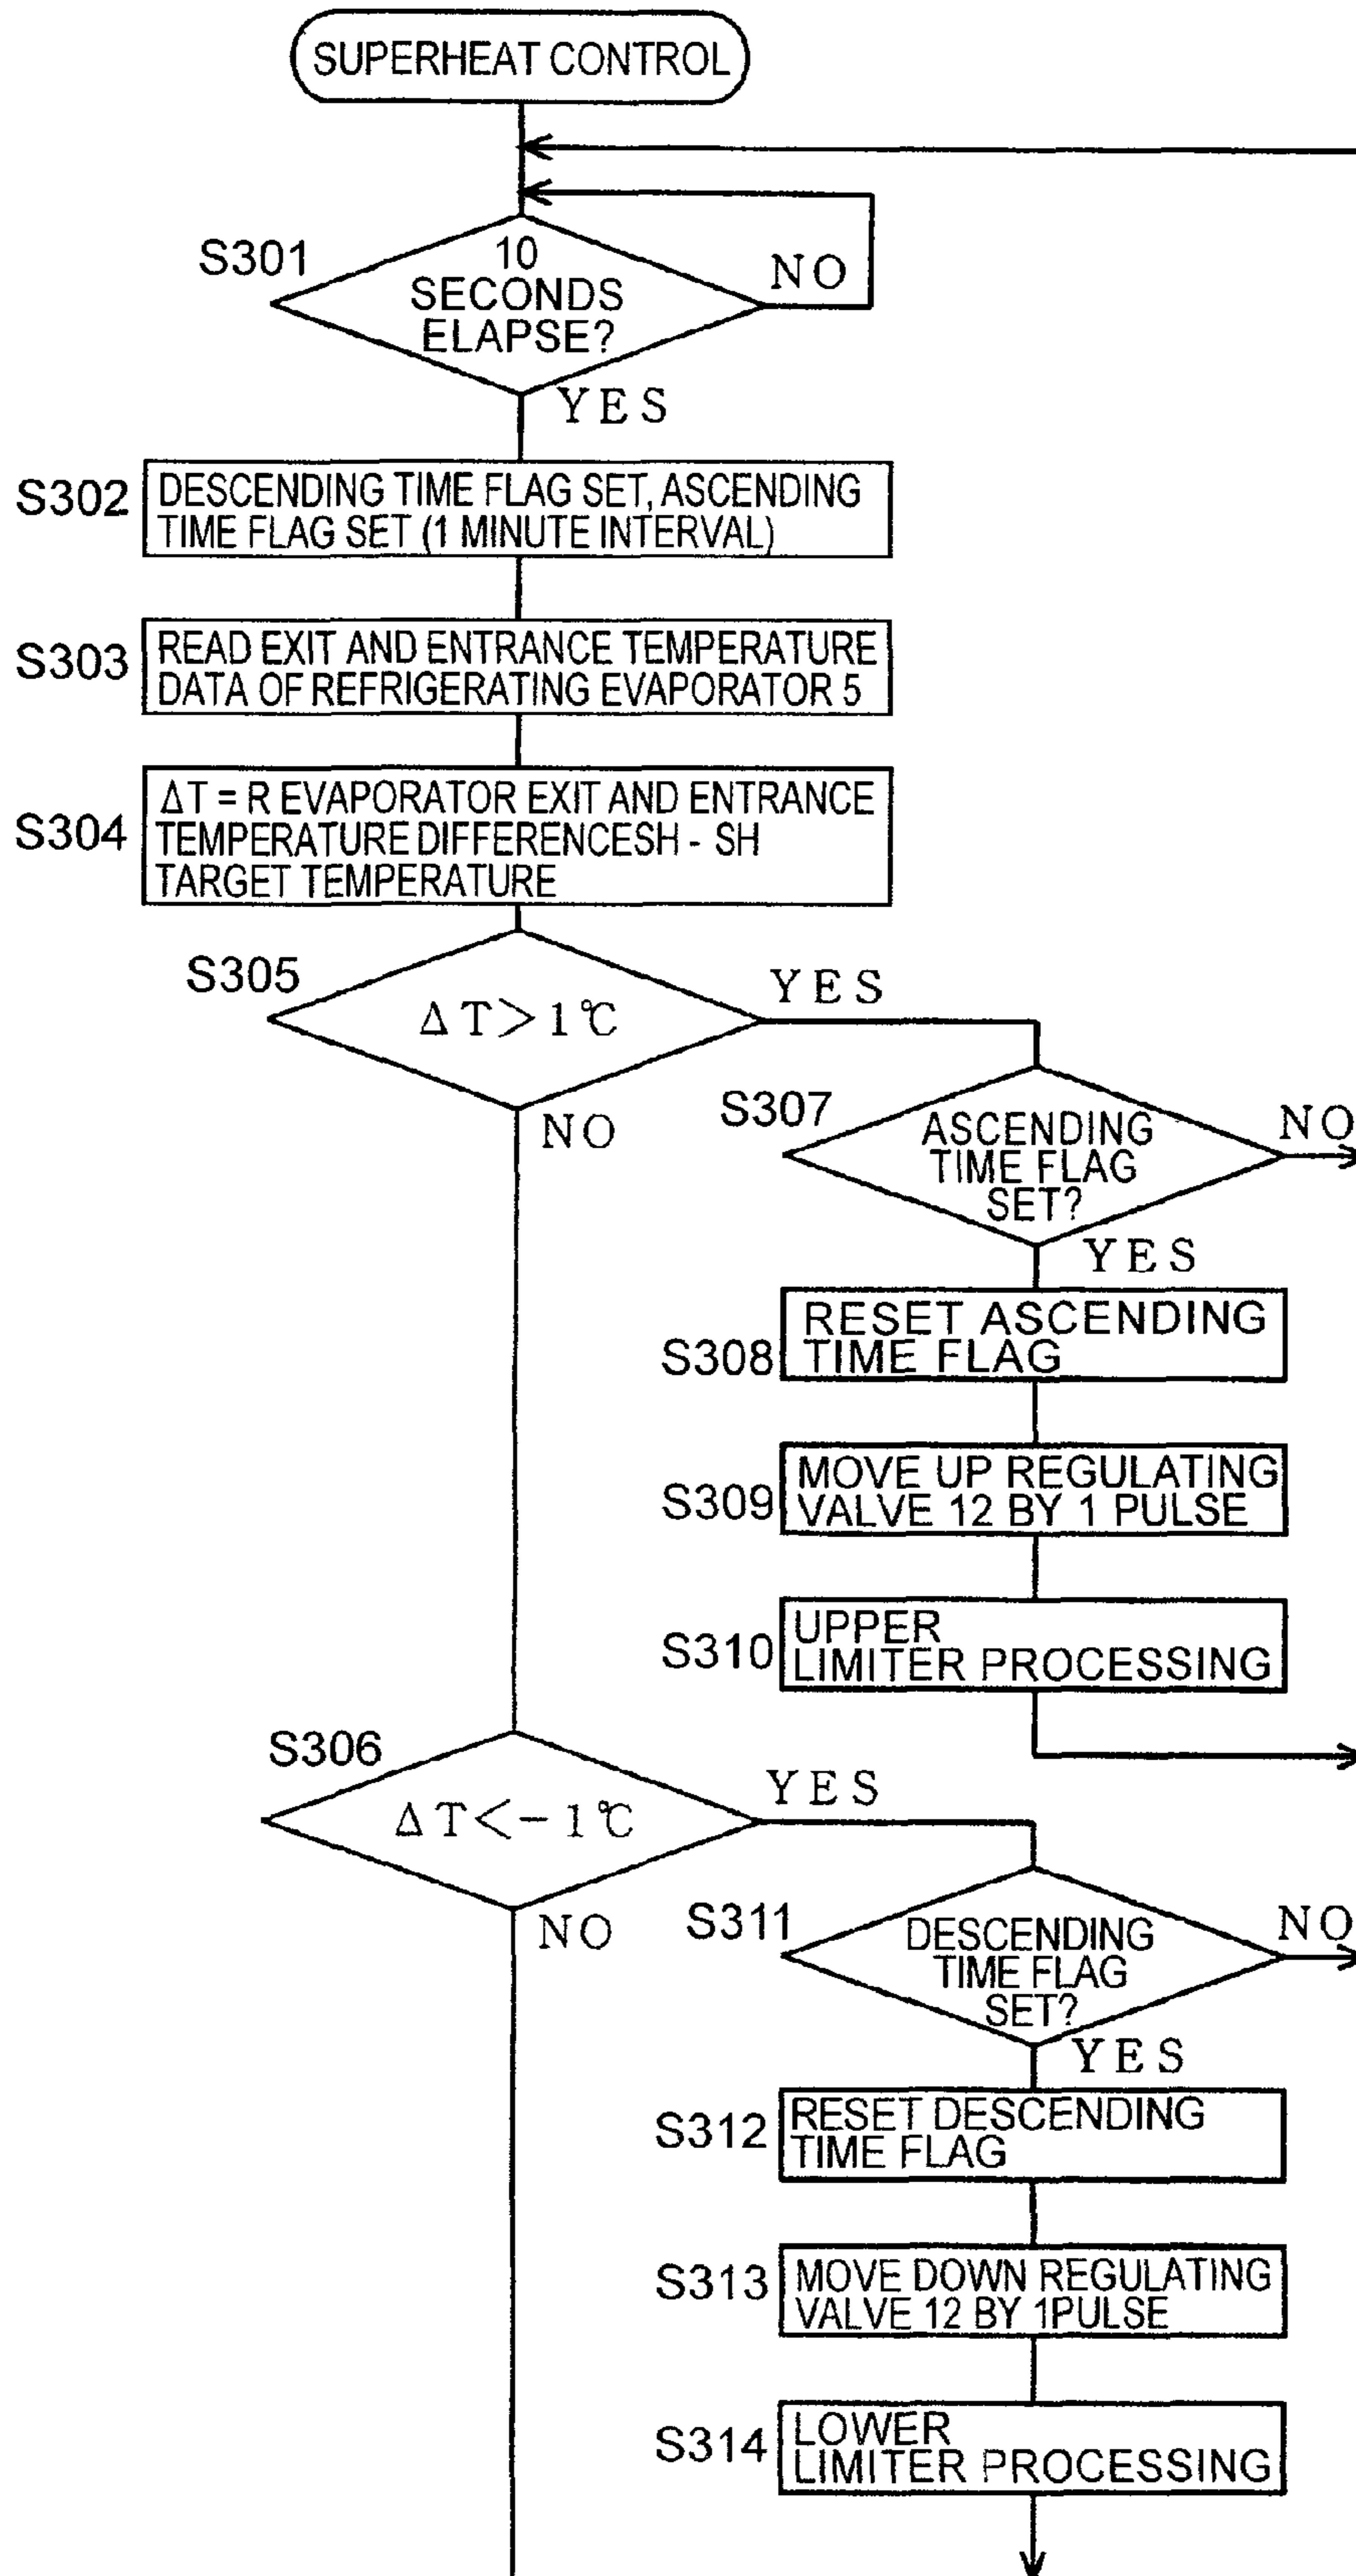 SUPERHEAT CONTROL
S301
10
SECONDS
ELAPSE?
NO
YES
S302
DESCENDING TIME FLAG SET, ASCENDING
TIME FLAG SET (1 MINUTE INTERVAL)
S303
READ EXIT AND ENTRANCE TEMPERATURE
DATA OF REFRIGERATING EVAPORATOR 5
S304
ΔT = R EVAPORATOR EXIT AND ENTRANCE
TEMPERATURE DIFFERENCESH - SH
TARGET TEMPERATURE
S305
ΔT>1℃
YES
NO
S307
ASCENDING
TIME FLAG
SET?
NO
YES
S308
RESET ASCENDING
TIME FLAG
S309
MOVE UP REGULATING
VALVE 12 BY 1 PULSE
S310
UPPER
LIMITER PROCESSING
S306
ΔT<-1℃
YES
NO
S311
DESCENDING
TIME FLAG
SET?
NO
YES
S312
RESET DESCENDING
TIME FLAG
S313
MOVE DOWN REGULATING
VALVE 12 BY 1PULSE
S314
LOWER
LIMITER PROCESSING